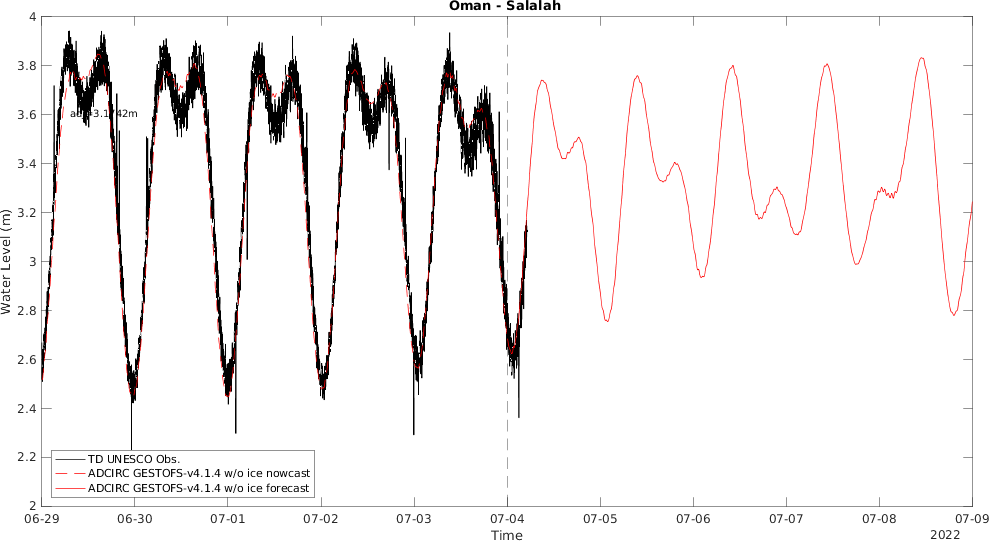 Oman - Salalah
4
3.8
3.6
3.4
3.2
3
2.8
2.6
2.4
2.2
2
Water Level (m)
TD UNESCO Obs.
ADCIRC GESTOFS-v4.1.4 w/o ice nowcast
ADCIRC GESTOFS-v4.1.4 w/o ice forecast
06-29 06-30 07-01 07-02 07-03 07-04 07-05 07-06 07-07 07-08 07-09
Time
2022